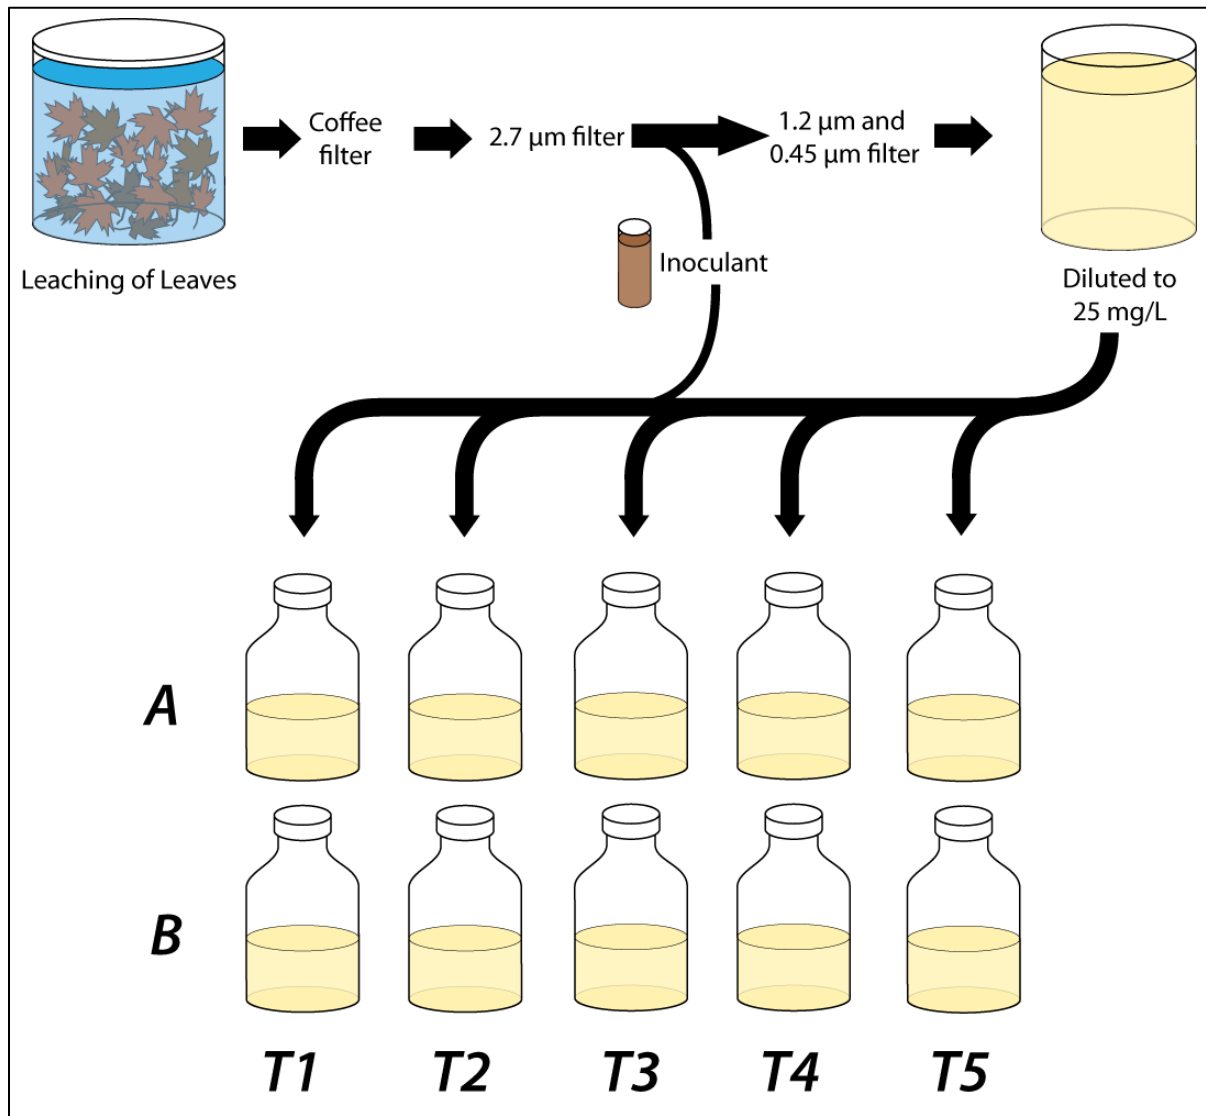 Leaching of Leaves
Coffee
filter
2.7 µm filter
1.2 µm and
0.45 µm filter
Inoculant
Diluted to
25 mg/L
A
B
T1 T2 T3 T4 T5